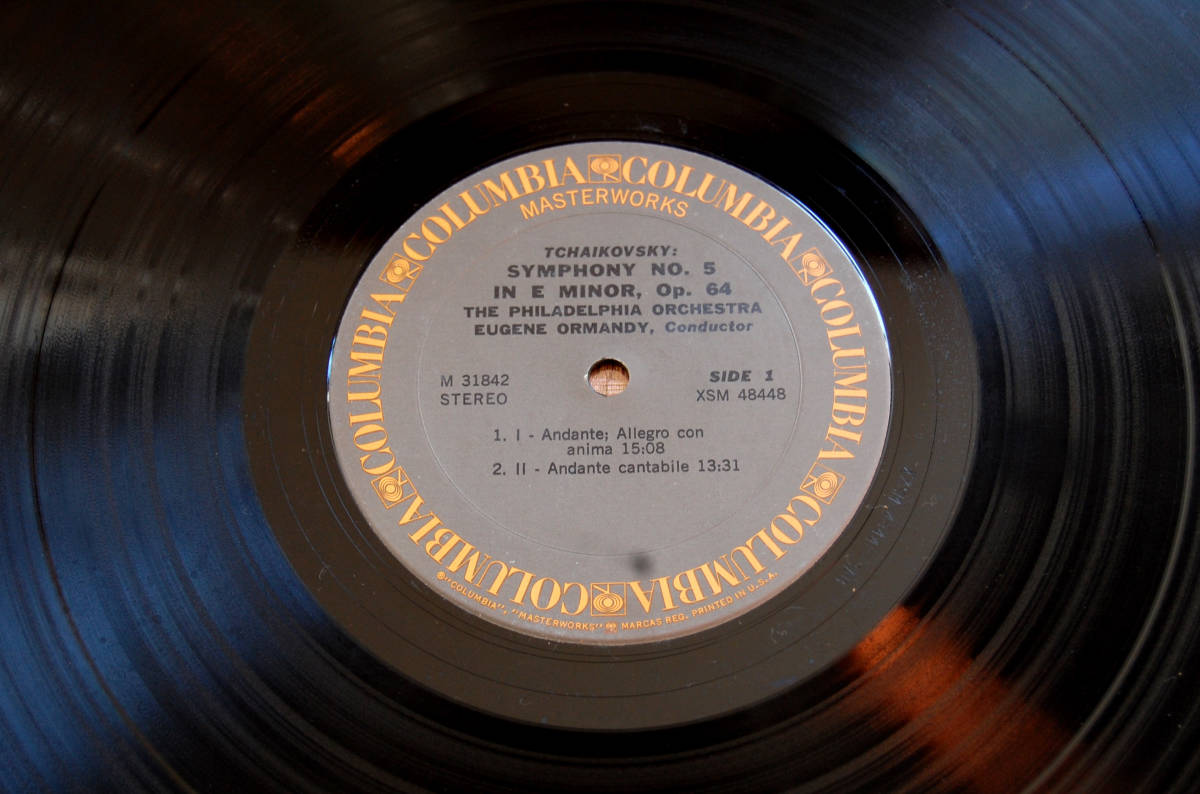 COLUMBIA COLUMBIA COLUMBIA COLUMBIA COLUMBIA COLUMBIA
MASTERWORKS
TCHAIKOVSKY:
SYMPHONY NO. 5
IN E MINOR, Op. 64
THE PHILADELPHIA ORCHESTRA
EUGENE ORMANDY, Conductor
M 31842
STEREO
SIDE 1
XSM 48448
1. I - Andante; Allegro con
anima 15:08
2. II - Andante cantabile 13:31
®"COLUMBIA", "MASTERWORKS" MARCAS REG. PRINTED IN U.S.A.